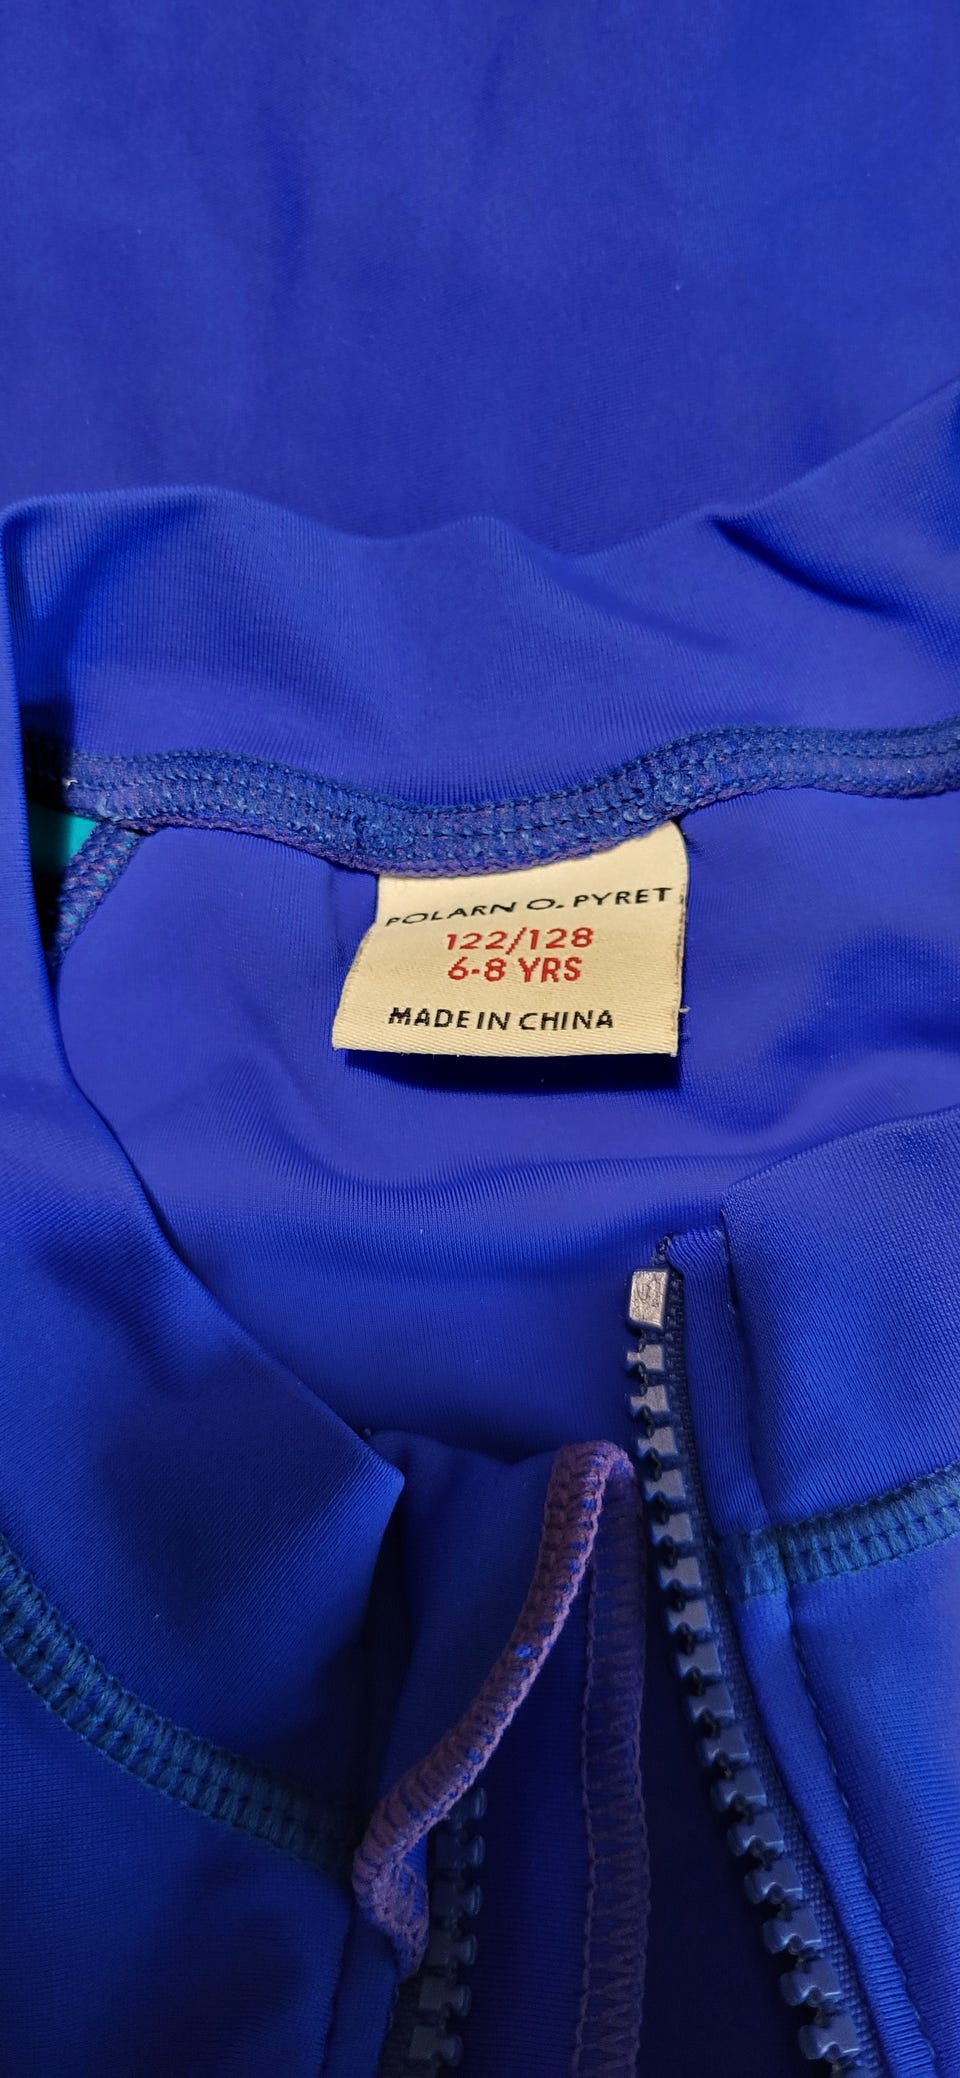 POLARN O. PYRET
122/128
6-8 YRS
MADE IN CHINA